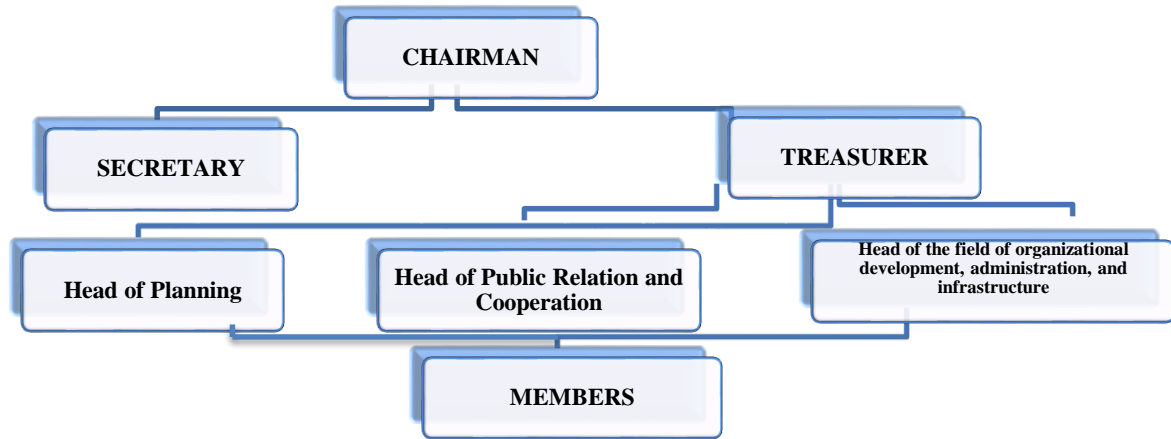 CHAIRMAN
SECRETARY
TREASURER
Head of Planning
Head of Public Relation and
Cooperation
Head of the field of organizational
development, administration, and
infrastructure
MEMBERS